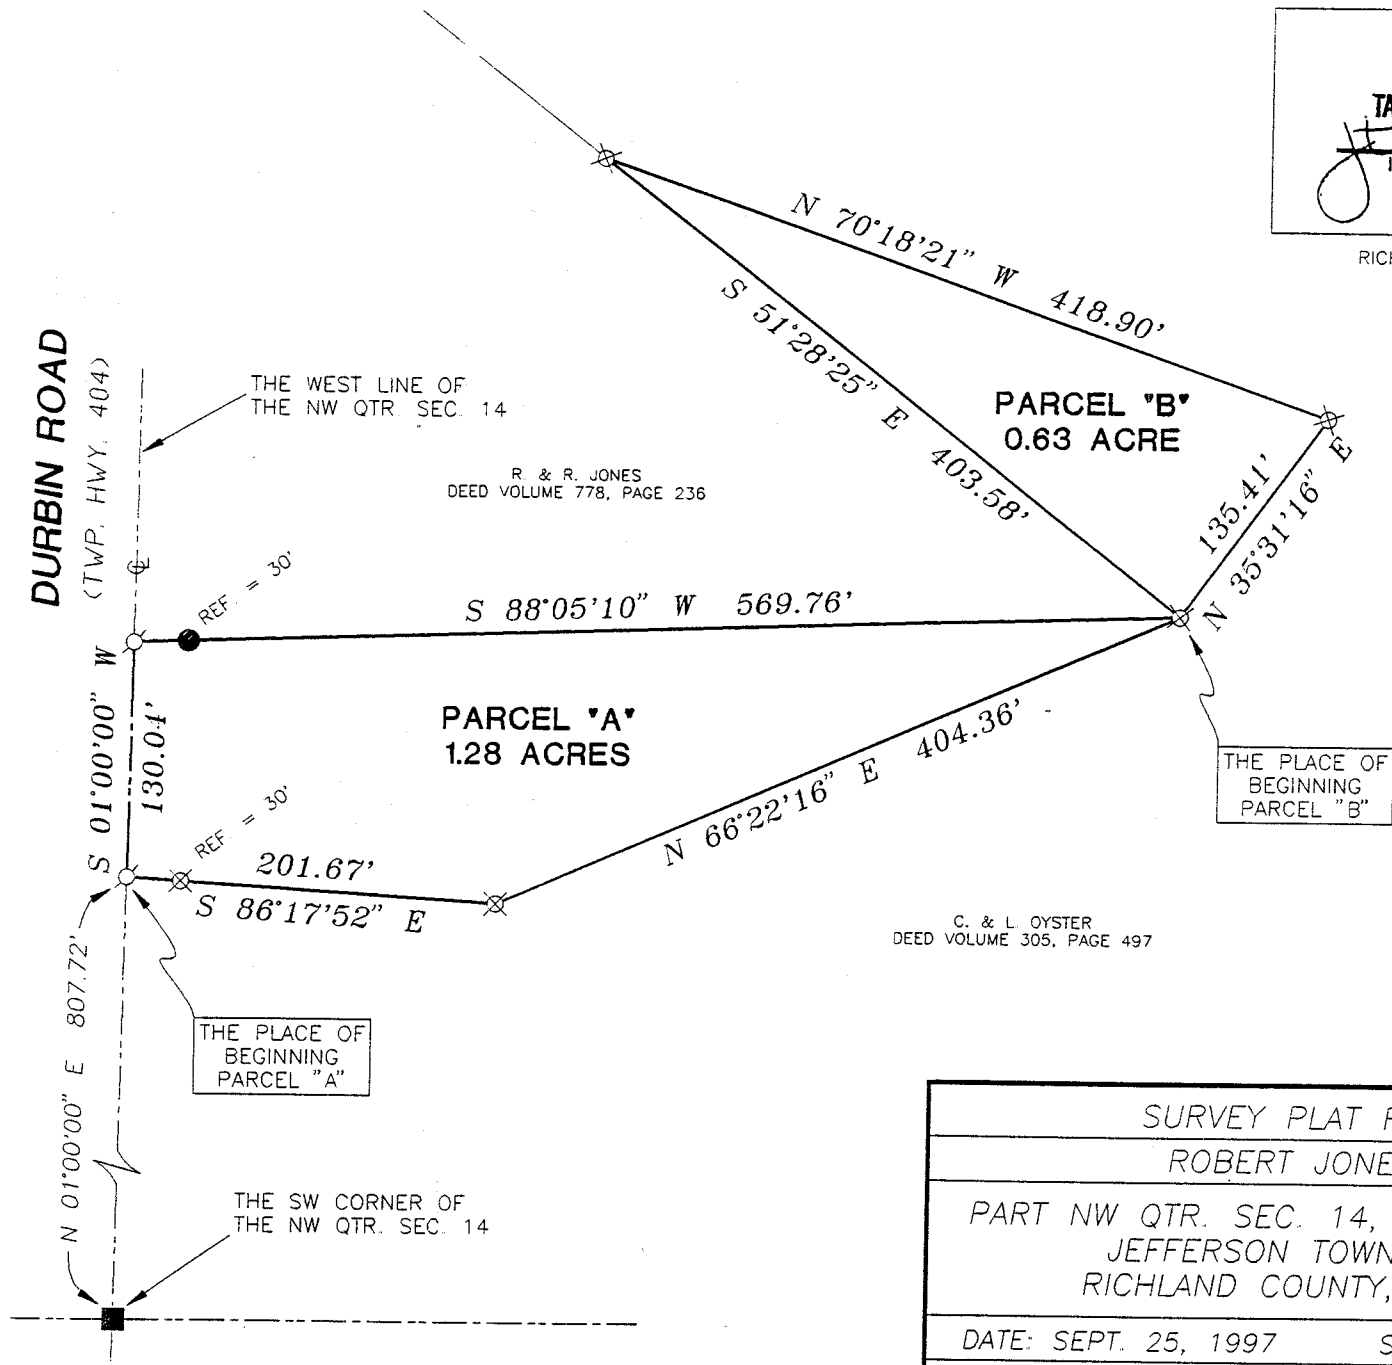 TA
RICH
N 70°18'21" W 418.90'
S 51°28'25" E 403.58'
PARCEL "B"
0.63 ACRE
135.41'
N 35°31'16" E
DURBIN ROAD
(TWP. HWY. 404)
THE WEST LINE OF
THE NW QTR. SEC. 14
R. & R. JONES
DEED VOLUME 778, PAGE 236
REF. = 30'
S 88°05'10" W 569.76'
S 01°00'00" W
130.04'
PARCEL "A"
1.28 ACRES
N 66°22'16" E 404.36'
THE PLACE OF
BEGINNING
PARCEL "B"
REF. = 30'
201.67'
S 86°17'52" E
C. & L. OYSTER
DEED VOLUME 305, PAGE 497
N 01°00'00" E 807.72'
THE PLACE OF
BEGINNING
PARCEL "A"
THE SW CORNER OF
THE NW QTR. SEC. 14
SURVEY PLAT F
ROBERT JONE
PART NW QTR. SEC. 14,
JEFFERSON TOWN
RICHLAND COUNTY,
DATE: SEPT. 25, 1997 S